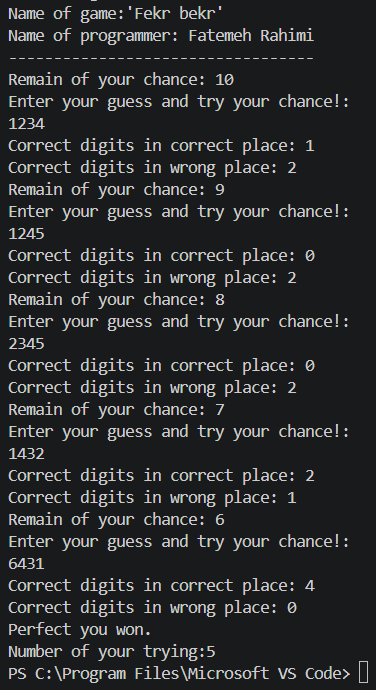 Name of game:'Fekr bekr'
Name of programmer: Fatemeh Rahimi
----------------------------------
Remain of your chance: 10
Enter your guess and try your chance!:
1234
Correct digits in correct place: 1
Correct digits in wrong place: 2
Remain of your chance: 9
Enter your guess and try your chance!:
1245
Correct digits in correct place: 0
Correct digits in wrong place: 2
Remain of your chance: 8
Enter your guess and try your chance!:
2345
Correct digits in correct place: 0
Correct digits in wrong place: 2
Remain of your chance: 7
Enter your guess and try your chance!:
1432
Correct digits in correct place: 2
Correct digits in wrong place: 1
Remain of your chance: 6
Enter your guess and try your chance!:
6431
Correct digits in correct place: 4
Correct digits in wrong place: 0
Perfect you won.
Number of your trying:5
PS C:\Program Files\Microsoft VS Code>